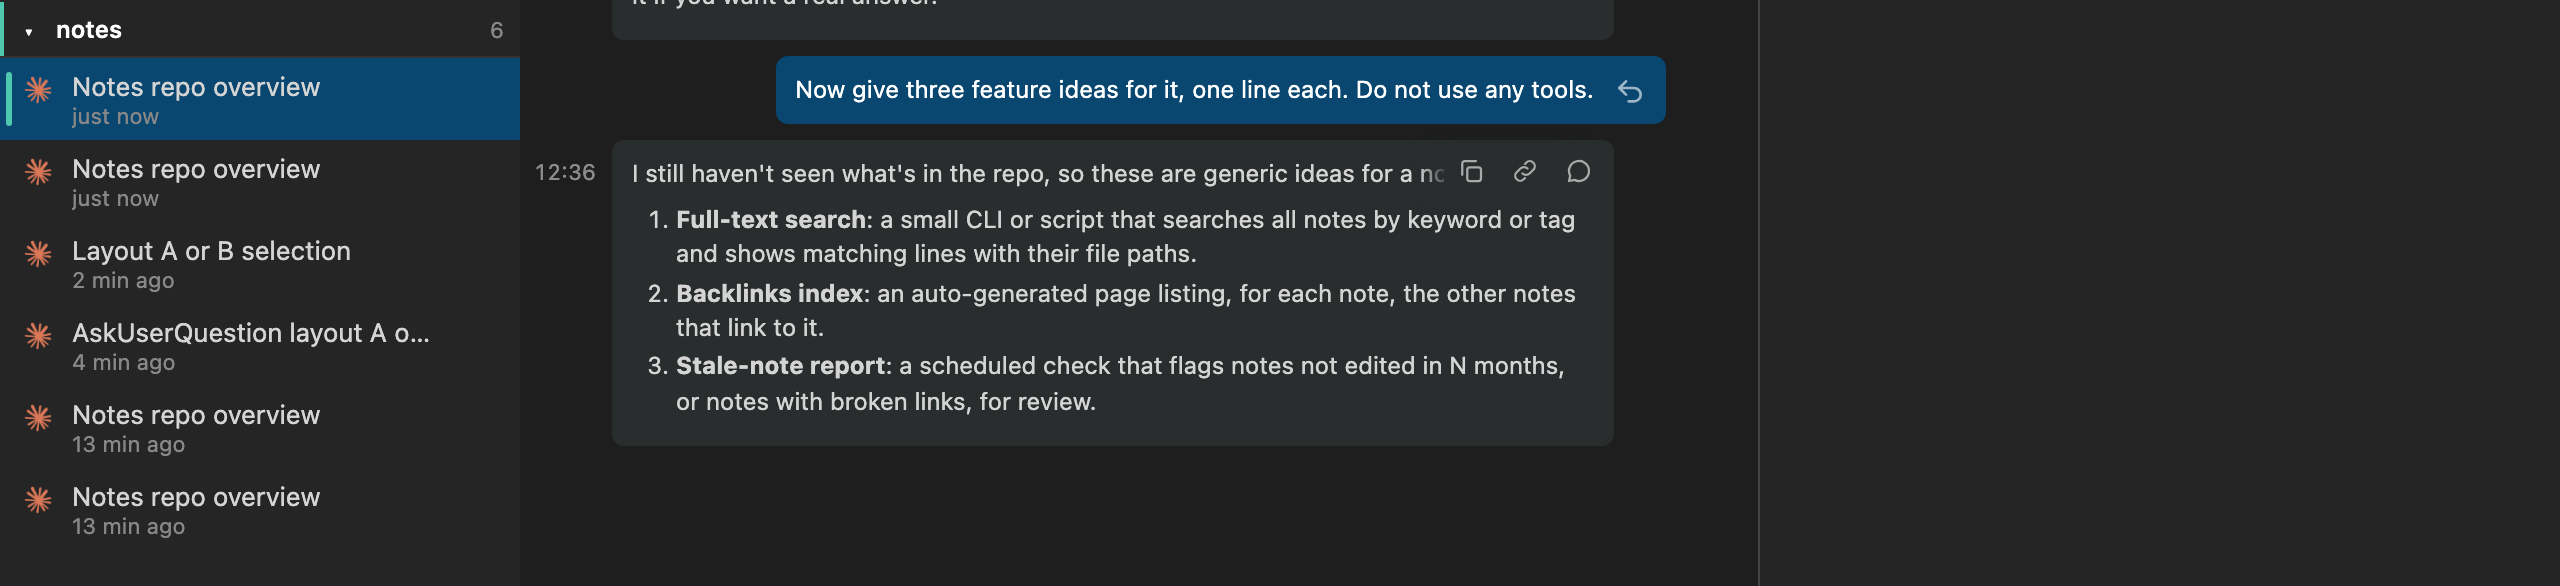 notes
6
Notes repo overview
just now
Notes repo overview
just now
Layout A or B selection
2 min ago
AskUserQuestion layout A o...
4 min ago
Notes repo overview
13 min ago
Notes repo overview
13 min ago
it if you want a real answer.
Now give three feature ideas for it, one line each. Do not use any tools.
12:36
I still haven't seen what's in the repo, so these are generic ideas for a
1. Full-text search: a small CLI or script that searches all notes by keyword or tag
and shows matching lines with their file paths.
2. Backlinks index: an auto-generated page listing, for each note, the other notes
that link to it.
3. Stale-note report: a scheduled check that flags notes not edited in N months,
or notes with broken links, for review.